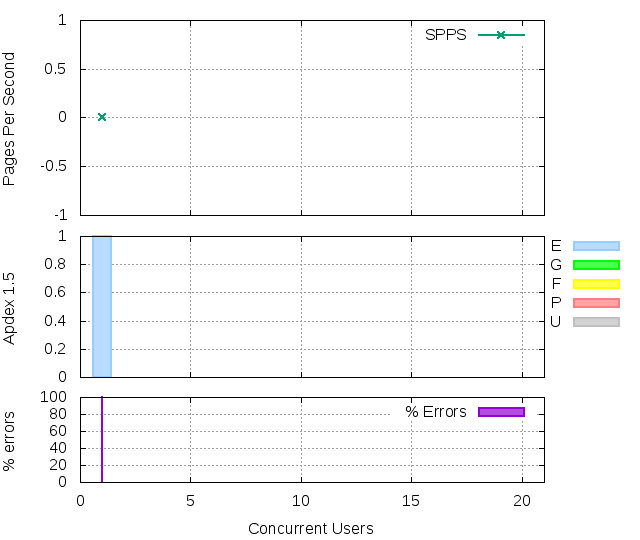 Pages Per Second
1
0.5
0
-0.5
-1
SPPS
Apdex 1.5
1
0.8
0.6
0.4
0.2
0
E
G
F
P
U
% errors
100
80
60
40
20
0
% Errors
0 5 10 15 20
Concurrent Users